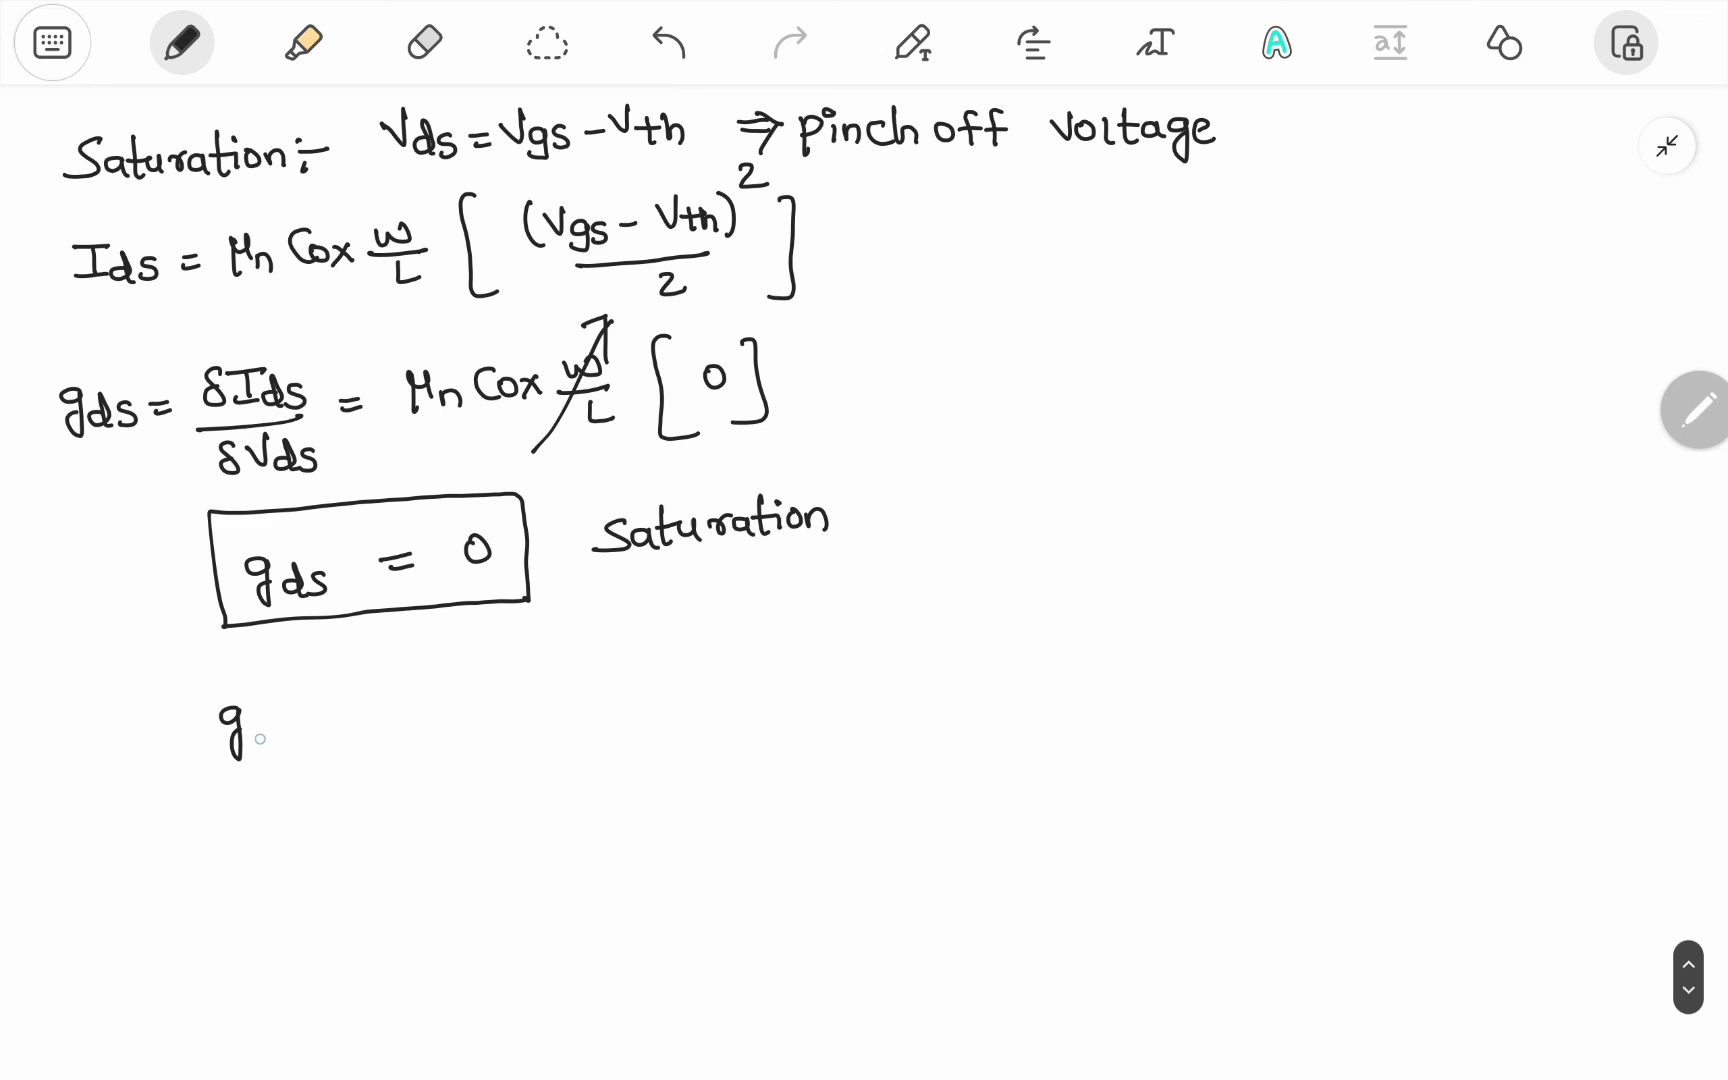 Saturation :- Vds = Vgs - Vth ⇒ pinch off voltage
Ids = μn Cox W/L [ (Vgs - Vth)^2 / 2 ]
gds = δIds / δVds = μn Cox W/L [ 0 ]
gds = 0 saturation
g